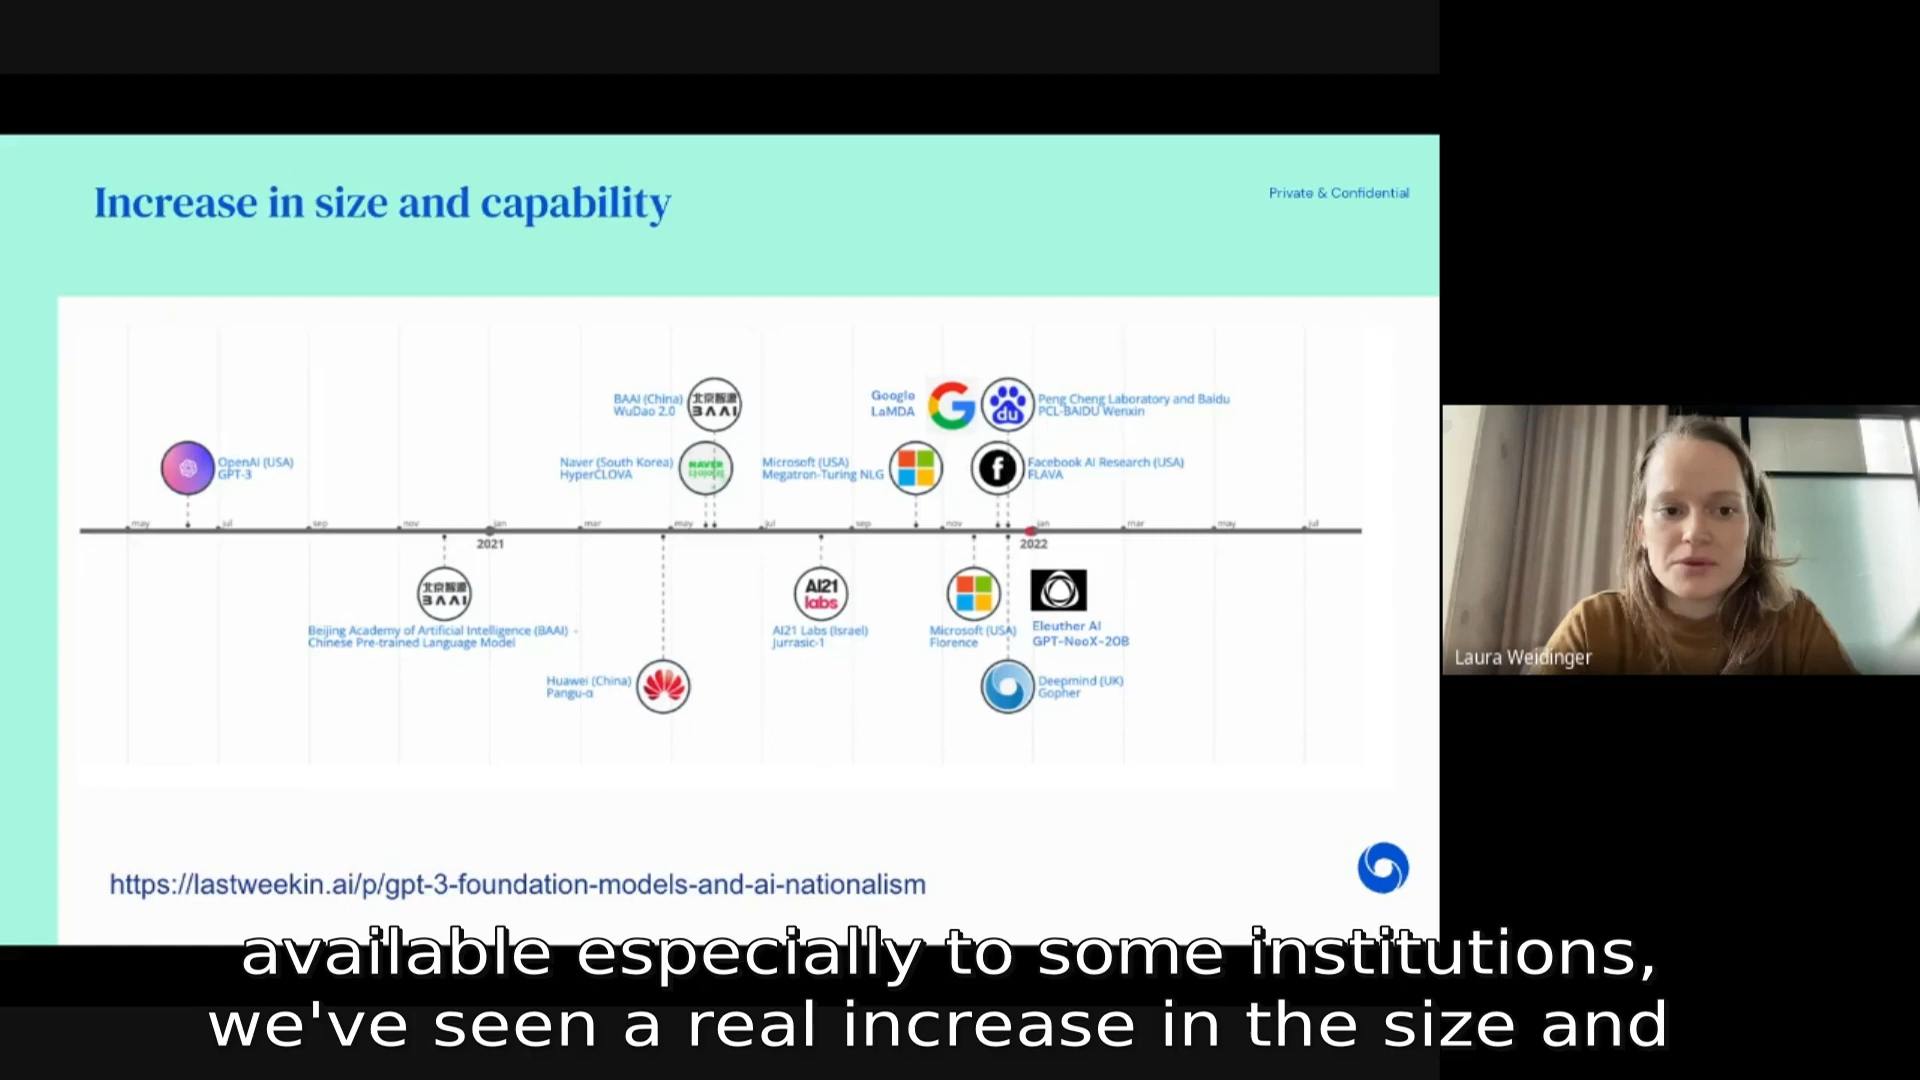 Increase in size and capability
Private & Confidential
BAAI (China)
WuDao 2.0
北京智源
BAAI
Google
LaMDA
G
du
Peng Cheng Laboratory and Baidu
PCL-BAIDU Wenxin
OpenAI (USA)
GPT-3
Naver (South Korea)
HyperCLOVA
NAVER
Microsoft (USA)
Megatron-Turing NLG
f
Facebook AI Research (USA)
FLAVA
may
jul
sep
nov
jan
mar
may
jul
sep
nov
jan
mar
may
jul
2021
2022
北京智源
BAAI
Beijing Academy of Artificial Intelligence (BAAI) -
Chinese Pre-trained Language Model
AI21
labs
AI21 Labs (Israel)
Jurrasic-1
Microsoft (USA)
Florence
Eleuther AI
GPT-NeoX-20B
Huawei (China)
Pangu-α
Deepmind (UK)
Gopher
https://lastweekin.ai/p/gpt-3-foundation-models-and-ai-nationalism
Laura Weidinger
available especially to some institutions,
we've seen a real increase in the size and